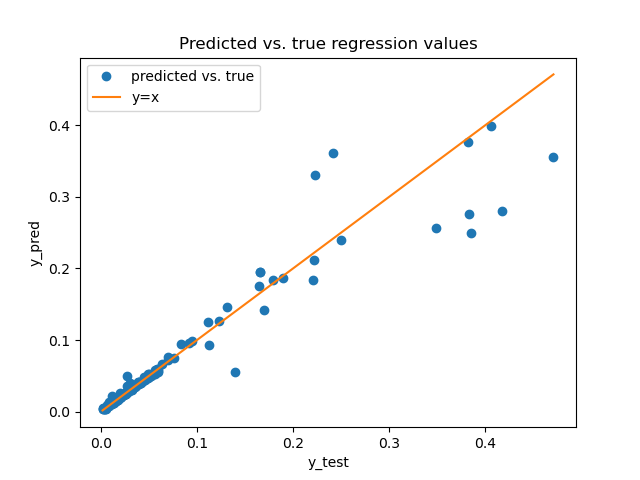 Predicted vs. true regression values
predicted vs. true
y=x
0.4
0.3
0.2
0.1
0.0
y_pred
0.0 0.1 0.2 0.3 0.4
y_test